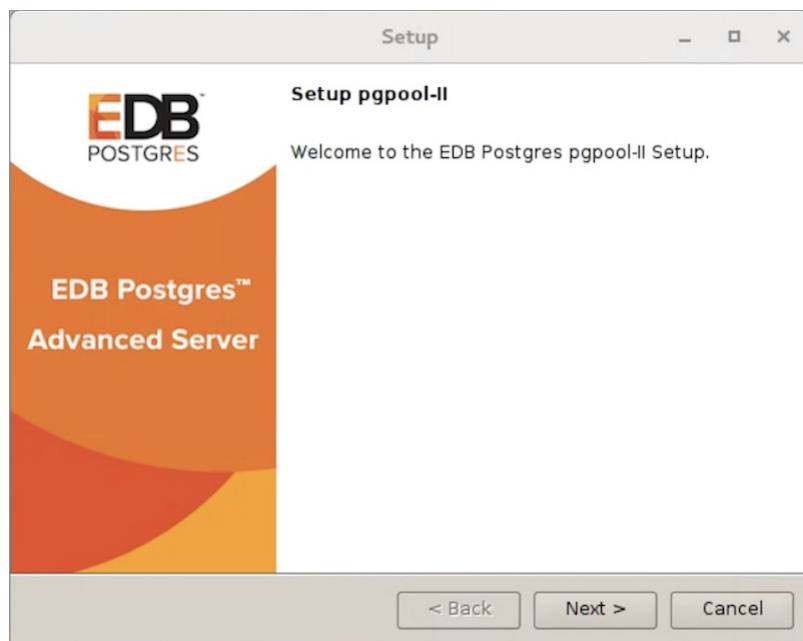 Setup
EDB™
POSTGRES
EDB Postgres™
Advanced Server
Setup pgpool-II
Welcome to the EDB Postgres pgpool-II Setup.
< Back
Next >
Cancel